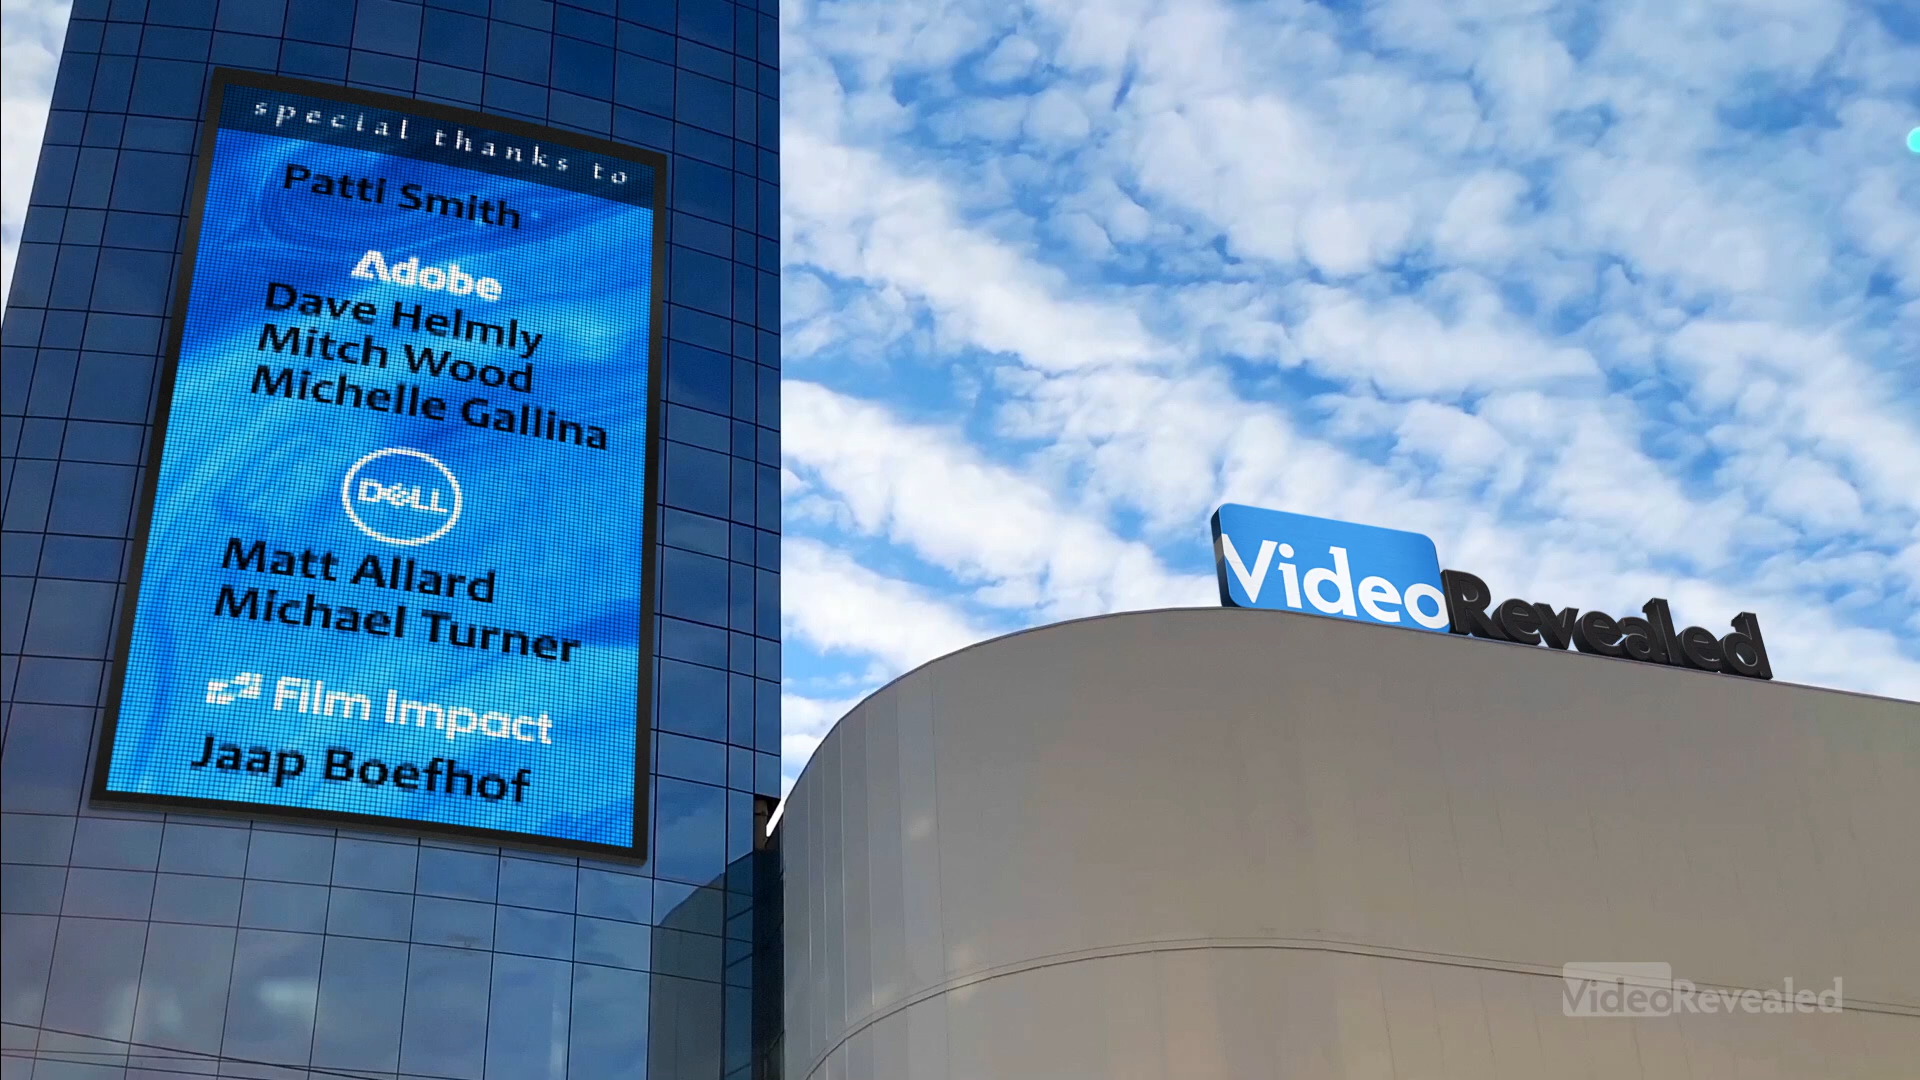 special thanks to
Patti Smith
Adobe
Dave Helmly
Mitch Wood
Michelle Gallina
DELL
Matt Allard
Michael Turner
Film Impact
Jaap Boefhof
VideoRevealed
VideoRevealed